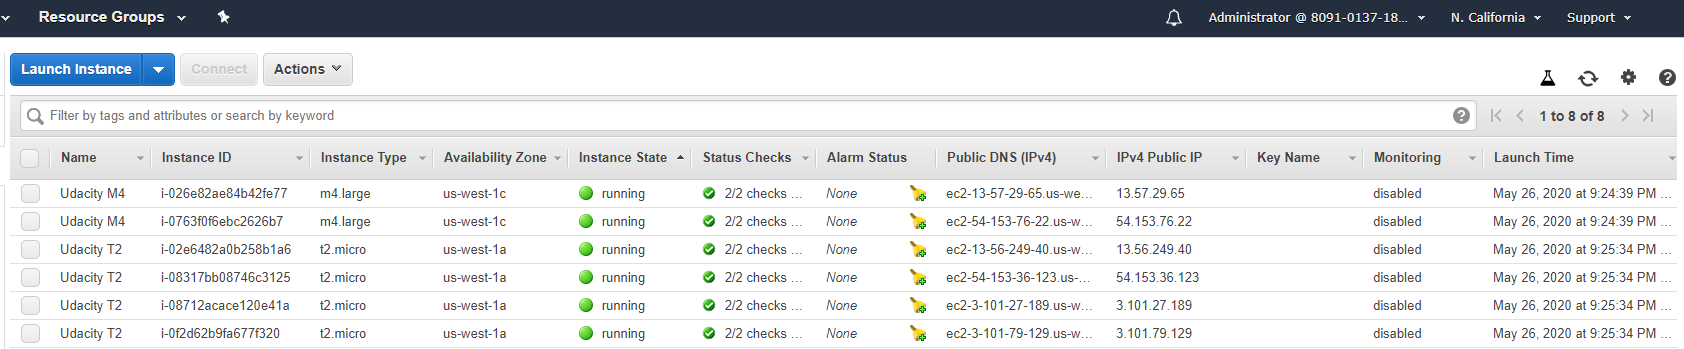 Resource Groups Administrator @ 8091-0137-18... N. California Support
Launch Instance Connect Actions
Filter by tags and attributes or search by keyword 1 to 8 of 8
Name Instance ID Instance Type Availability Zone Instance State Status Checks Alarm Status Public DNS (IPv4) IPv4 Public IP Key Name Monitoring Launch Time
Udacity M4 i-026e82ae84b42fe77 m4.large us-west-1c running 2/2 checks ... None ec2-13-57-29-65.us-we... 13.57.29.65 disabled May 26, 2020 at 9:24:39 PM ...
Udacity M4 i-0763f0f6ebc2626b7 m4.large us-west-1c running 2/2 checks ... None ec2-54-153-76-22.us-w... 54.153.76.22 disabled May 26, 2020 at 9:24:39 PM ...
Udacity T2 i-02e6482a0b258b1a6 t2.micro us-west-1a running 2/2 checks ... None ec2-13-56-249-40.us-w... 13.56.249.40 disabled May 26, 2020 at 9:25:34 PM ...
Udacity T2 i-08317bb08746c3125 t2.micro us-west-1a running 2/2 checks ... None ec2-54-153-36-123.us-... 54.153.36.123 disabled May 26, 2020 at 9:25:34 PM ...
Udacity T2 i-08712acace120e41a t2.micro us-west-1a running 2/2 checks ... None ec2-3-101-27-189.us-w... 3.101.27.189 disabled May 26, 2020 at 9:25:34 PM ...
Udacity T2 i-0f2d62b9fa677f320 t2.micro us-west-1a running 2/2 checks ... None ec2-3-101-79-129.us-w... 3.101.79.129 disabled May 26, 2020 at 9:25:34 PM ...